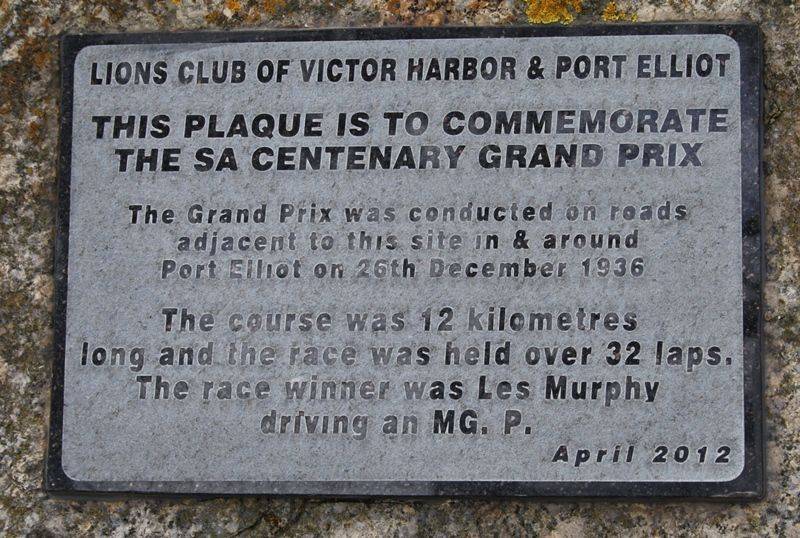 LIONS CLUB OF VICTOR HARBOR & PORT ELLIOT
THIS PLAQUE IS TO COMMEMORATE
THE SA CENTENARY GRAND PRIX
The Grand Prix was conducted on roads
adjacent to this site in & around
Port Elliot on 26th December 1936
The course was 12 kilometres
long and the race was held over 32 laps.
The race winner was Les Murphy
driving an MG. P.
April 2012